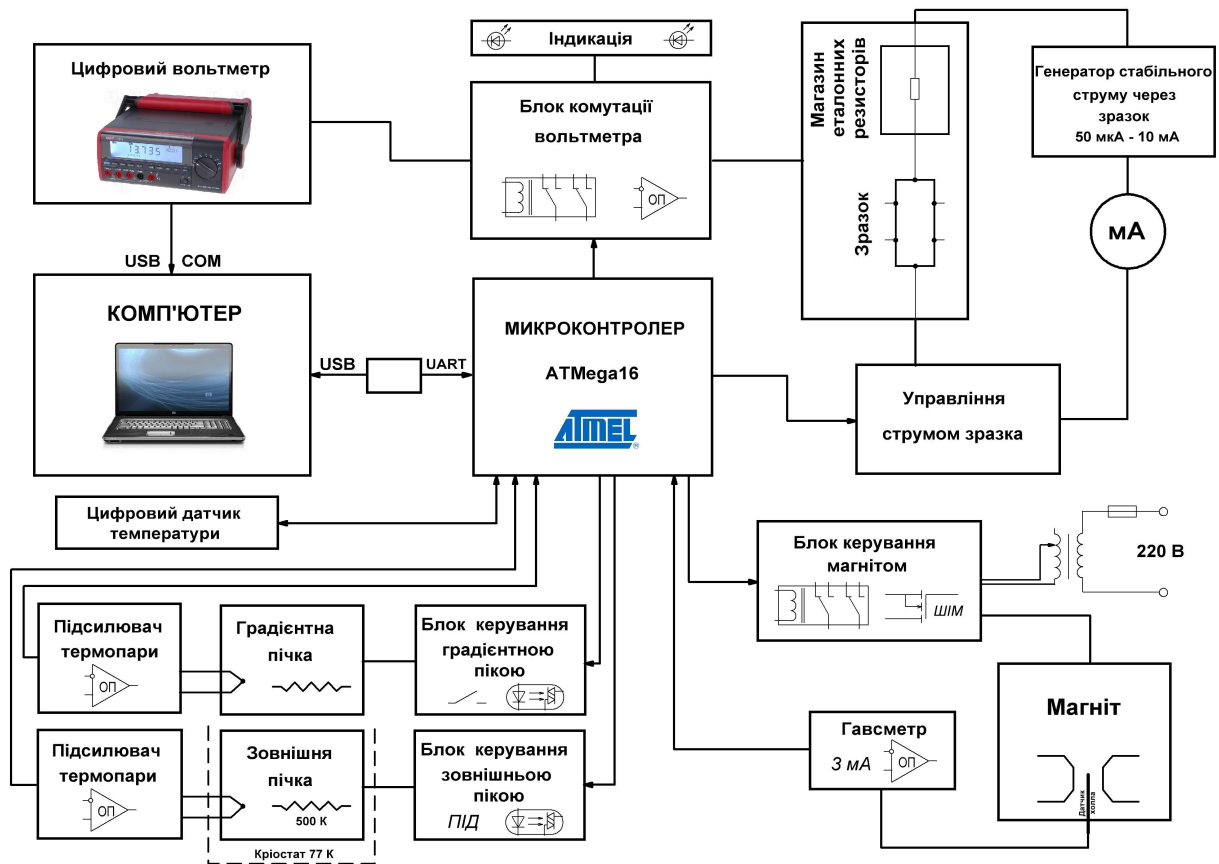 Цифровий вольтметр
13.735
Індикація
Блок комутації
вольтметра
ОП
Магазин
еталонних
резисторів
Зразок
Генератор стабільного
струму через
зразок
50 мкА - 10 мА
мА
USB COM
КОМП'ЮТЕР
USB
UART
МИКРОКОНТРОЛЕР
ATMega16
ATMEL
®
Управління
струмом зразка
Цифровий датчик
температури
Блок керування
магнітом
ШІМ
220 В
Підсилювач
термопари
ОП
Градієнтна
пічка
Блок керування
градієнтною
пікою
Підсилювач
термопари
ОП
Зовнішня
пічка
500 К
Кріостат 77 К
Блок керування
зовнішньою
пікою
ПІД
Гавсметр
3 мА
ОП
Магніт
Датчик
холла